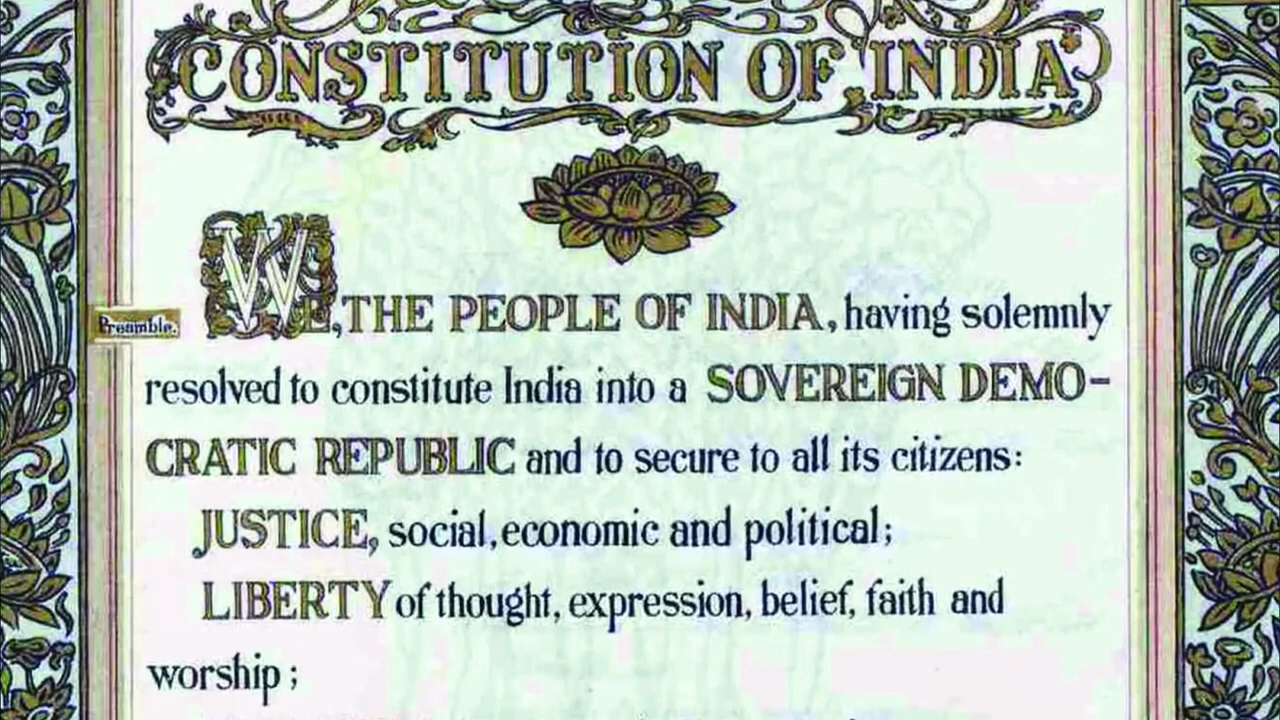 CONSTITUTION OF INDIA
Preamble.
WE, THE PEOPLE OF INDIA, having solemnly
resolved to constitute India into a SOVEREIGN DEMO-
CRATIC REPUBLIC and to secure to all its citizens:
JUSTICE, social, economic and political;
LIBERTY of thought, expression, belief, faith and
worship;